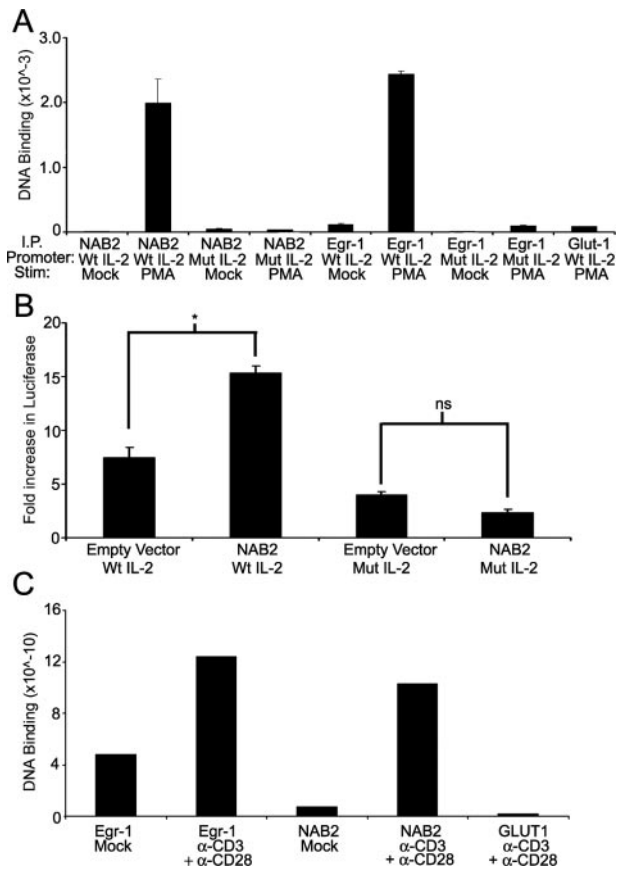 A
DNA Binding (x10^-3)
3.0
2.0
1.0
0
I.P. NAB2 NAB2 NAB2 NAB2 Egr-1 Egr-1 Egr-1 Egr-1 Glut-1
Promoter: Wt IL-2 Wt IL-2 Mut IL-2 Mut IL-2 Wt IL-2 Wt IL-2 Mut IL-2 Mut IL-2 Wt IL-2
Stim: Mock PMA Mock PMA Mock PMA Mock PMA PMA
B
Fold increase in Luciferase
20
15
10
5
0
*
ns
Empty Vector NAB2 Empty Vector NAB2
Wt IL-2 Wt IL-2 Mut IL-2 Mut IL-2
C
DNA Binding (x10^-10)
16
12
8
4
0
Egr-1 Egr-1 NAB2 NAB2 GLUT1
Mock α-CD3 Mock α-CD3 α-CD3
+ α-CD28 + α-CD28 + α-CD28